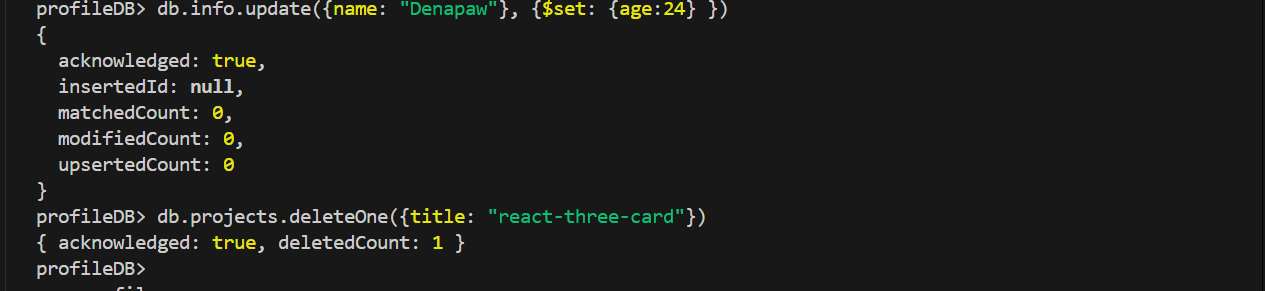 profileDB> db.info.update({name: "Denapaw"}, {$set: {age:24} })
{
  acknowledged: true,
  insertedId: null,
  matchedCount: 0,
  modifiedCount: 0,
  upsertedCount: 0
}
profileDB> db.projects.deleteOne({title: "react-three-card"})
{ acknowledged: true, deletedCount: 1 }
profileDB>